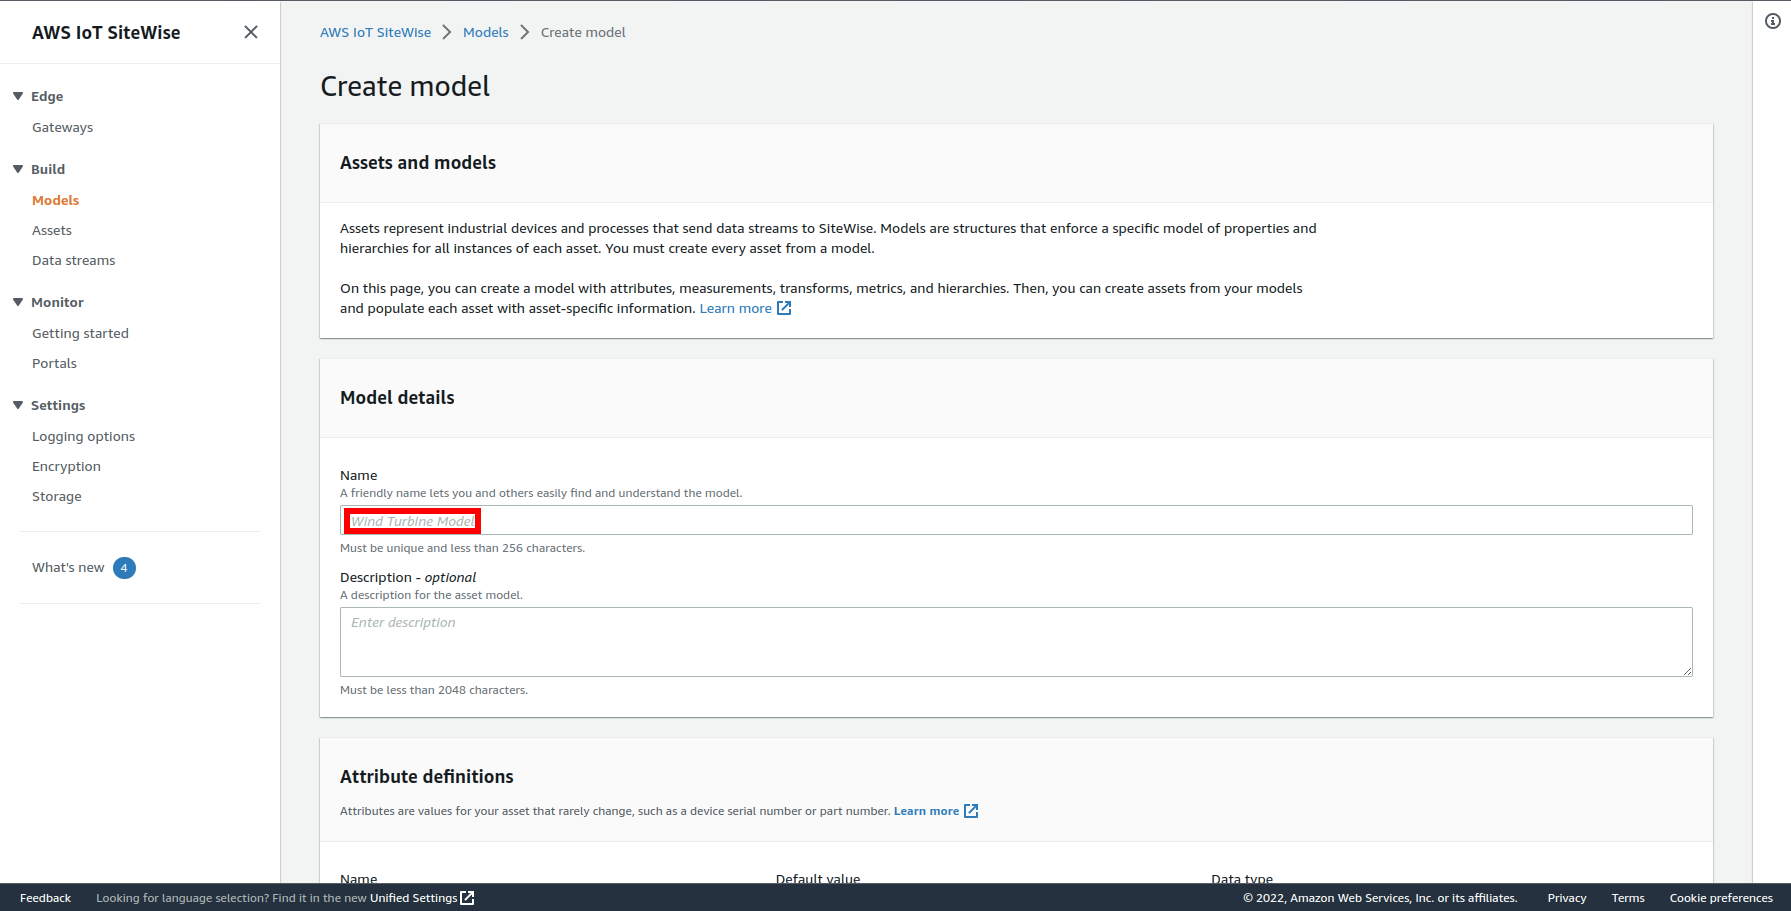 AWS IoT SiteWise
Edge
Gateways
Build
Models
Assets
Data streams
Monitor
Getting started
Portals
Settings
Logging options
Encryption
Storage
What's new 4
AWS IoT SiteWise Models Create model
Create model
Assets and models
Assets represent industrial devices and processes that send data streams to SiteWise. Models are structures that enforce a specific model of properties and
hierarchies for all instances of each asset. You must create every asset from a model.
On this page, you can create a model with attributes, measurements, transforms, metrics, and hierarchies. Then, you can create assets from your models
and populate each asset with asset-specific information. Learn more
Model details
Name
A friendly name lets you and others easily find and understand the model.
Wind Turbine Model
Must be unique and less than 256 characters.
Description - optional
A description for the asset model.
Enter description
Must be less than 2048 characters.
Attribute definitions
Attributes are values for your asset that rarely change, such as a device serial number or part number. Learn more
Name Default value Data type
Feedback Looking for language selection? Find it in the new Unified Settings © 2022, Amazon Web Services, Inc. or its affiliates. Privacy Terms Cookie preferences